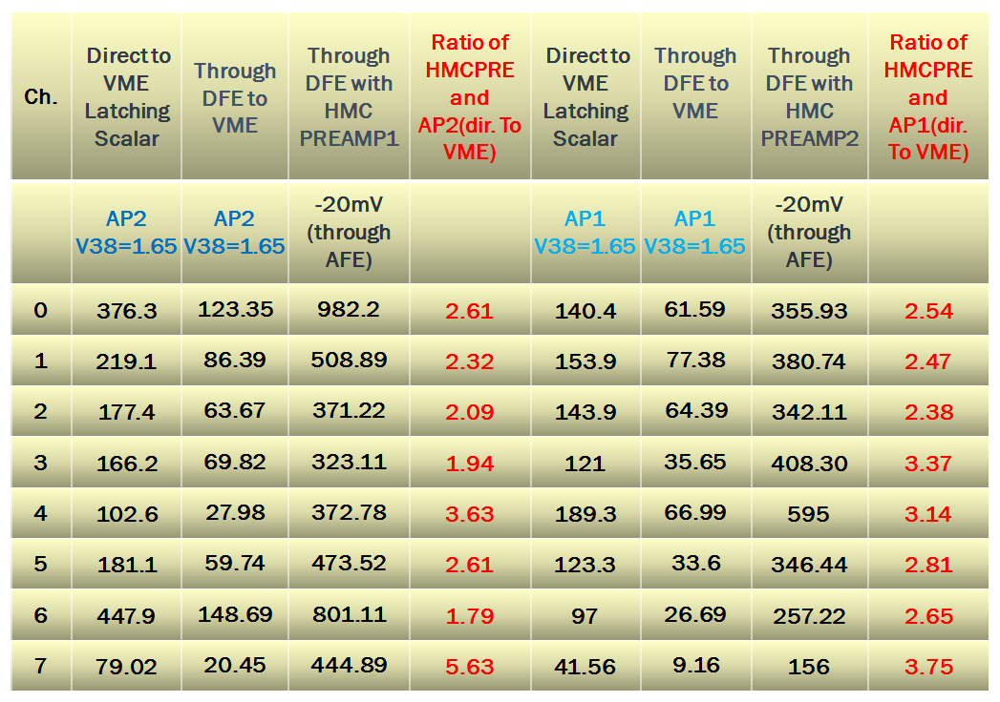 Ch. Direct to VME Latching Scalar Through DFE to VME Through DFE with HMC PREAMP1 Ratio of HMCPRE and AP2(dir. To VME) Direct to VME Latching Scalar Through DFE to VME Through DFE with HMC PREAMP2 Ratio of HMCPRE and AP1(dir. To VME)
AP2 V38=1.65 AP2 V38=1.65 -20mV (through AFE) AP1 V38=1.65 AP1 V38=1.65 -20mV (through AFE)
0 376.3 123.35 982.2 2.61 140.4 61.59 355.93 2.54
1 219.1 86.39 508.89 2.32 153.9 77.38 380.74 2.47
2 177.4 63.67 371.22 2.09 143.9 64.39 342.11 2.38
3 166.2 69.82 323.11 1.94 121 35.65 408.30 3.37
4 102.6 27.98 372.78 3.63 189.3 66.99 595 3.14
5 181.1 59.74 473.52 2.61 123.3 33.6 346.44 2.81
6 447.9 148.69 801.11 1.79 97 26.69 257.22 2.65
7 79.02 20.45 444.89 5.63 41.56 9.16 156 3.75